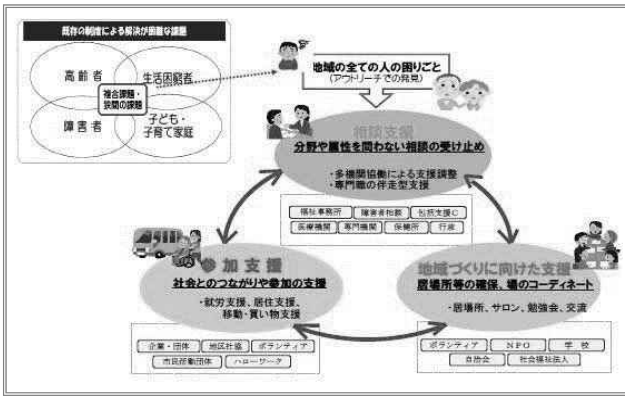 既存の制度による解決が困難な課題
高齢者
生活困窮者
複合課題・
狭間の課題
障害者
子ども・
子育て家庭
地域の全ての人の困りごと
(アウトリーチでの発見)
相談支援
分野や属性を問わない相談の受け止め
・多機関協働による支援調整
・専門職の伴走型支援
福祉事務所 障害者相談 包括支援C
医療機関 専門機関 保健所 行政
参加支援
社会とのつながりや参加の支援
・就労支援、居住支援、
移動・買い物支援
企業・団体 地区社協 ボランティア
市民活動団体 ハローワーク
地域づくりに向けた支援
居場所等の確保、場のコーディネート
・居場所、サロン、勉強会、交流
ボランティア NPO 学校
自治会 社会福祉法人